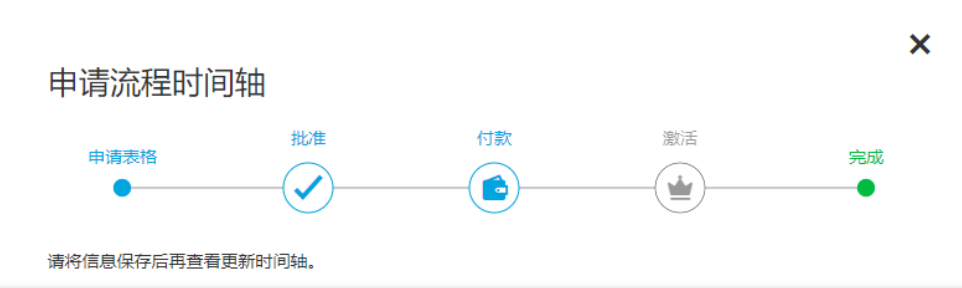 申请流程时间轴
申请表格
批准
付款
激活
完成
请将信息保存后再查看更新时间轴。